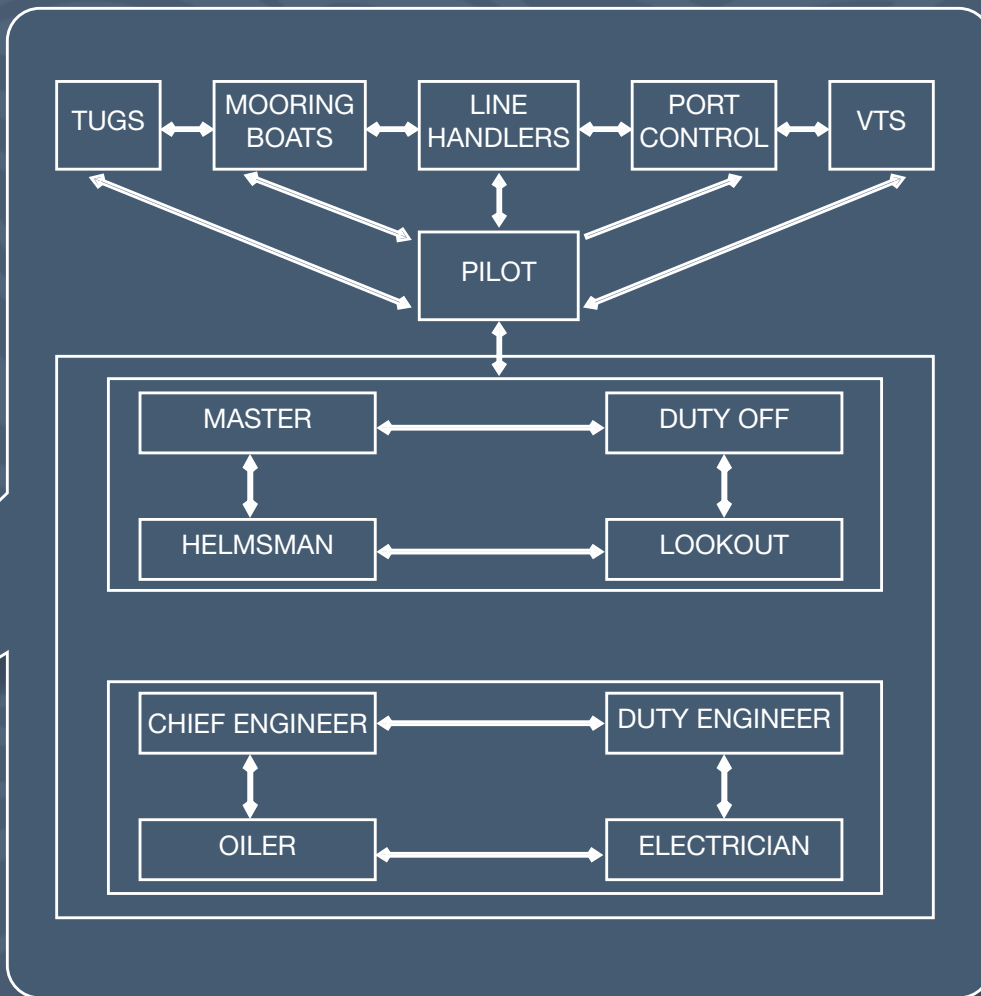 TUGS
MOORING
BOATS
LINE
HANDLERS
PORT
CONTROL
VTS
PILOT
MASTER
DUTY OFF
HELMSMAN
LOOKOUT
CHIEF ENGINEER
DUTY ENGINEER
OILER
ELECTRICIAN